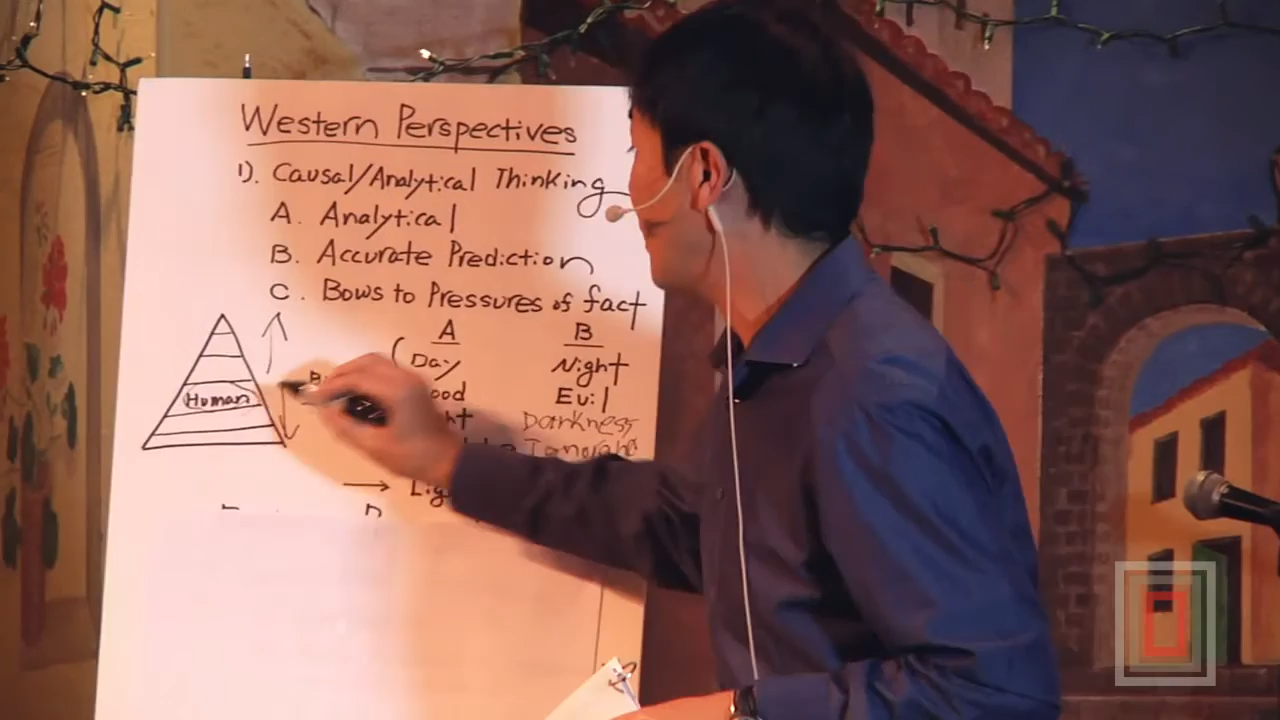 Western Perspectives
1). Causal/Analytical Thinking
A. Analytical
B. Accurate Prediction
C. Bows to Pressures of fact
A B
Day Night
Evil
Human
Darkness